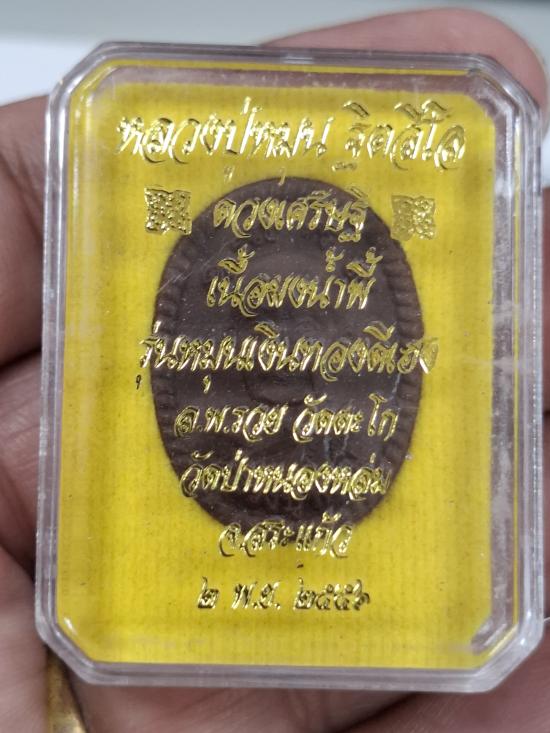 หลวงปู่หมุน ฐิตสีโล
ดวงเศรษฐี
เนื้อผงน้ำพี้
รุ่นหมุนเงินทองดีเอง
ล.พ.รวย วัดตะโก
วัดป่าหนองหล่ม
จ.สระแก้ว
๒ พ.ย. ๒๕๕๖